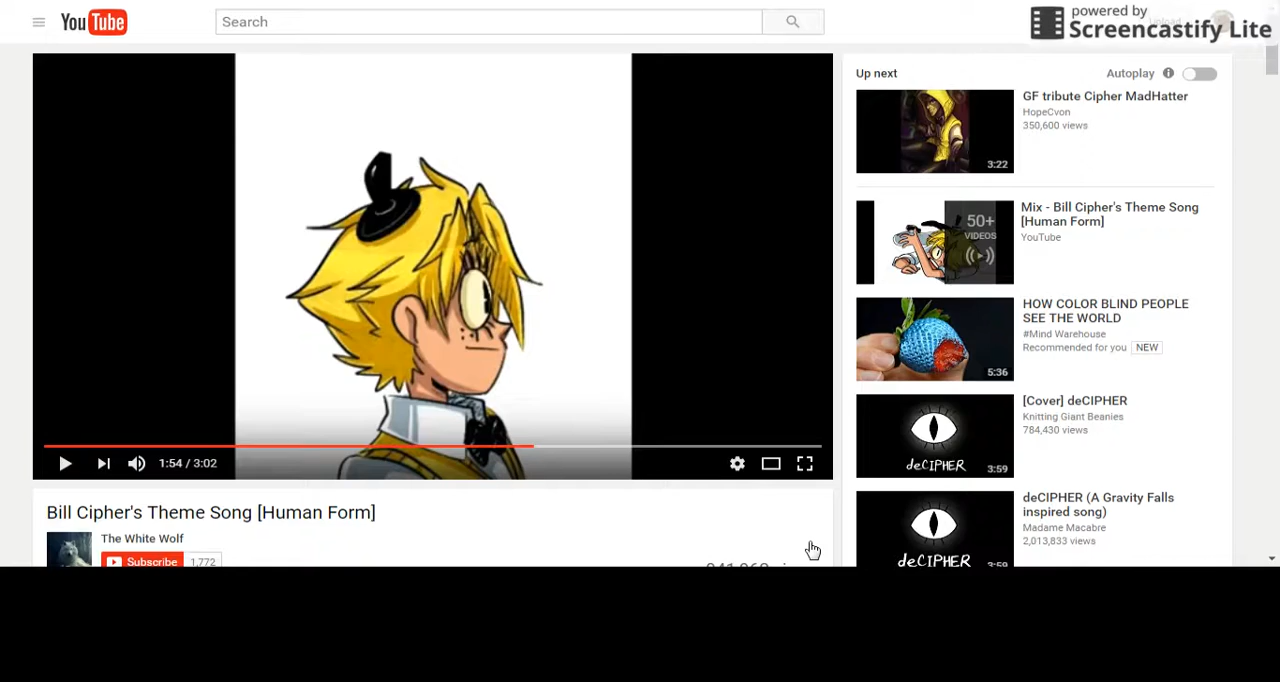 YouTube
Search
powered by
Screencastify Lite
Up next
Autoplay
GF tribute Cipher MadHatter
HopeCvon
350,600 views
3:22
50+
VIDEOS
Mix - Bill Cipher's Theme Song
[Human Form]
YouTube
HOW COLOR BLIND PEOPLE
SEE THE WORLD
#Mind Warehouse
Recommended for you NEW
5:36
[Cover] deCIPHER
Knitting Giant Beanies
784,430 views
deCIPHER
3:59
deCIPHER (A Gravity Falls
inspired song)
Madame Macabre
2,013,833 views
deCIPHER
3:59
1:54 / 3:02
Bill Cipher's Theme Song [Human Form]
The White Wolf
Subscribe 1,772